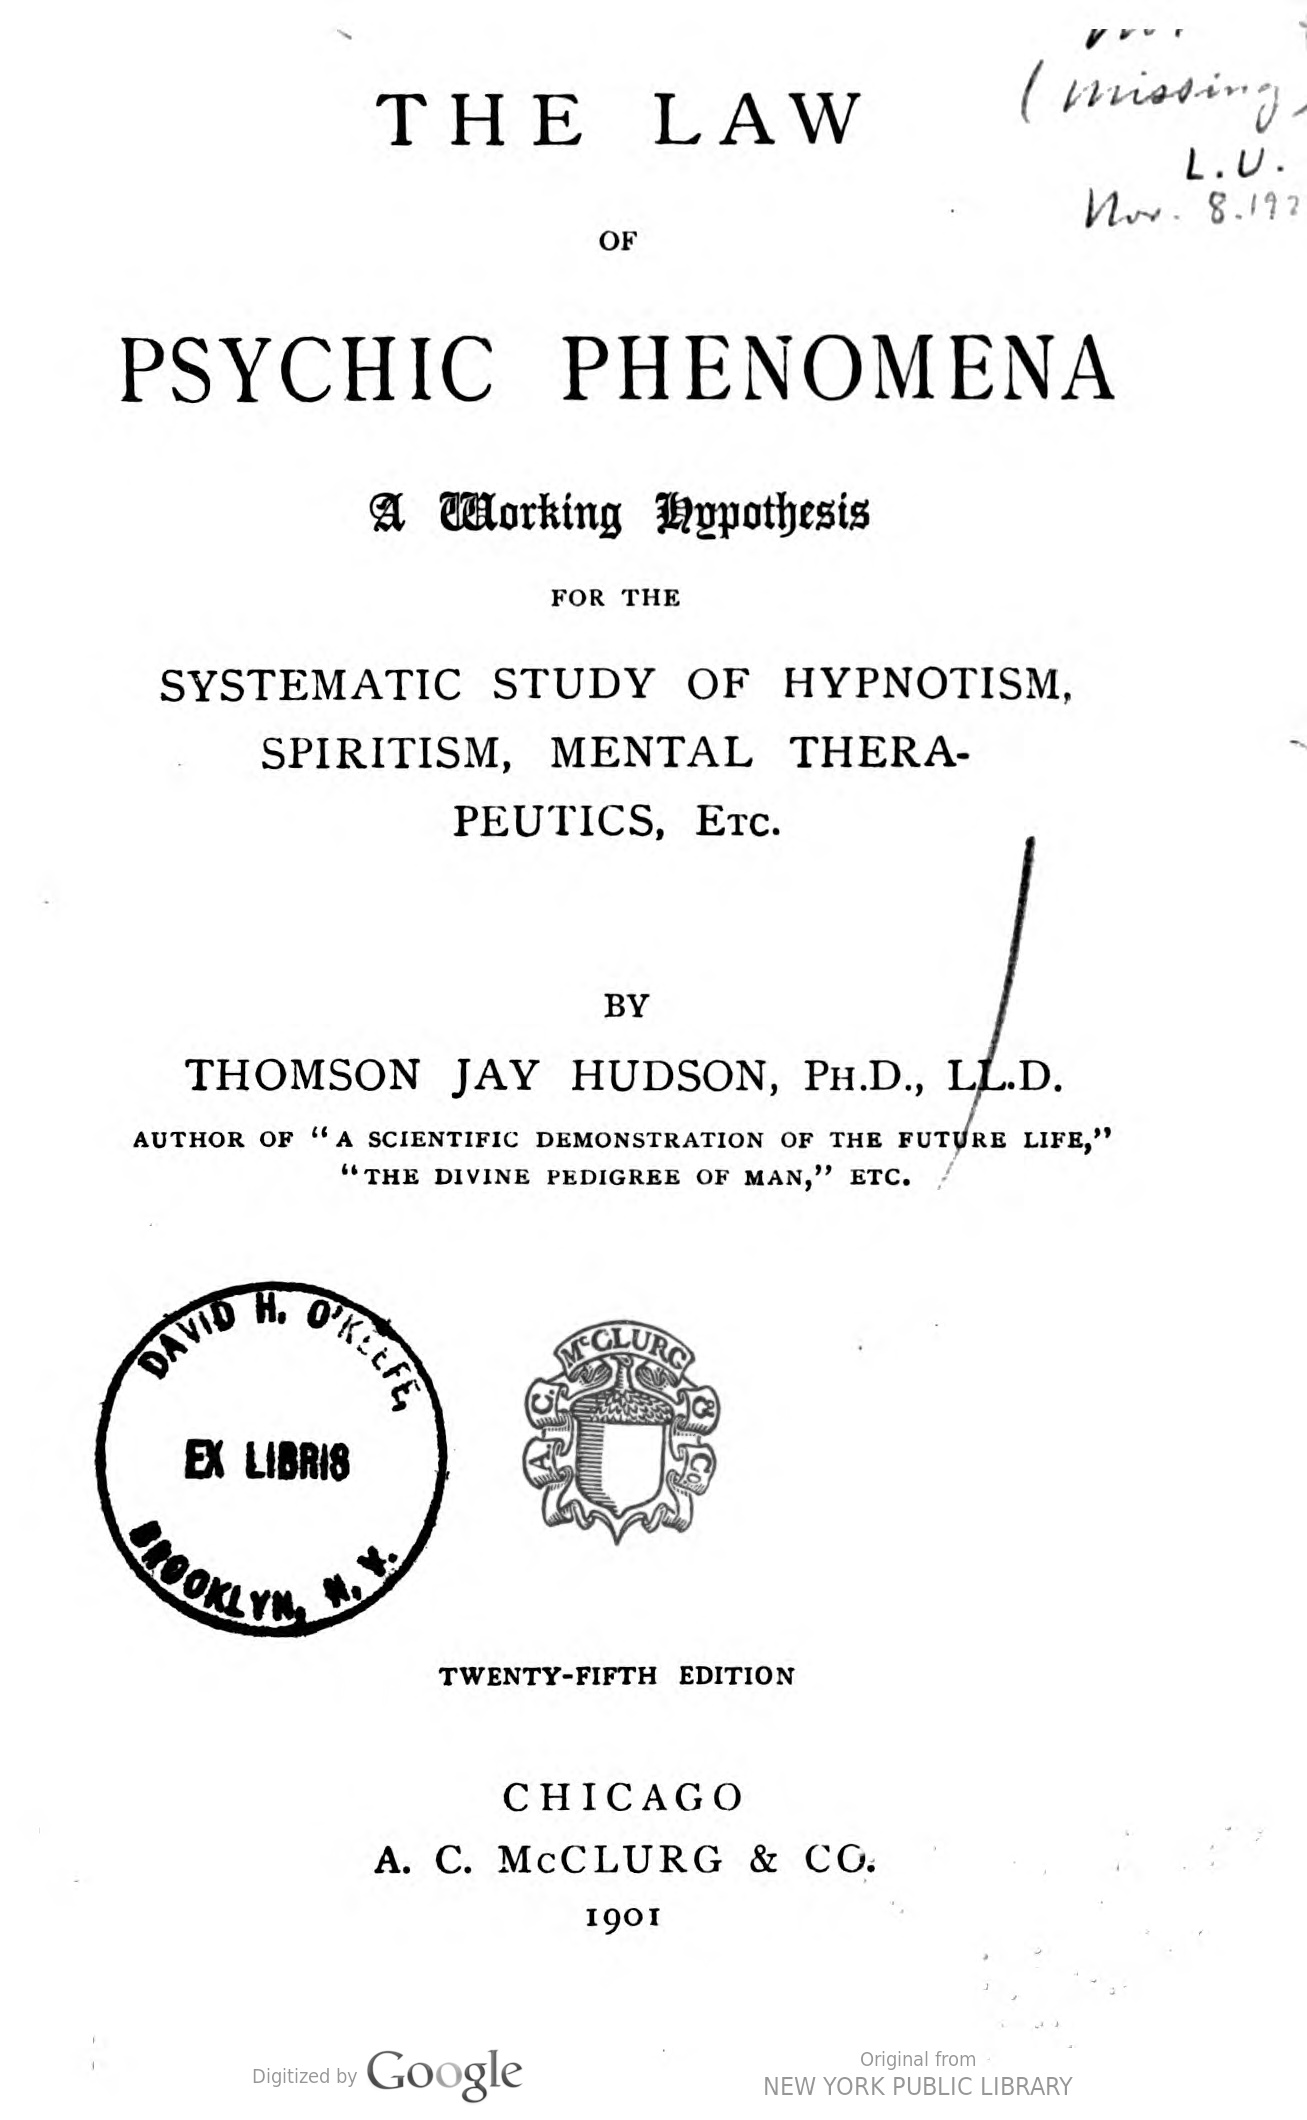 (missing)
L.U.
Nov. 8.192
THE LAW
OF
PSYCHIC PHENOMENA
A Working Hypothesis
FOR THE
SYSTEMATIC STUDY OF HYPNOTISM,
SPIRITISM, MENTAL THERA-
PEUTICS, ETC.
BY
THOMSON JAY HUDSON, PH.D., LL.D.
AUTHOR OF “A SCIENTIFIC DEMONSTRATION OF THE FUTURE LIFE,”
“THE DIVINE PEDIGREE OF MAN,” ETC.
DAVID H. O'KEEFE,
EX LIBRIS
BROOKLYN, N.Y.
A. C. McCLURG & Co
TWENTY-FIFTH EDITION
CHICAGO
A. C. McCLURG & CO.
1901
Digitized by Google
Original from
NEW YORK PUBLIC LIBRARY